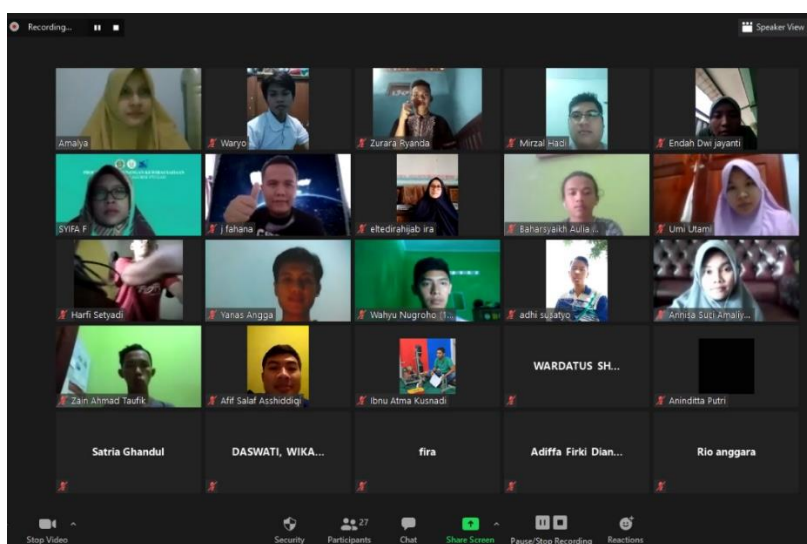 Recording...
Speaker View
Amalya
Waryo
Zurara Ryanda
Mirzal Hadi
Endah Dwi jayanti
SYIFA F
j fahana
eltedirahijab ira
Baharsyaikh Aulia ...
Umi Utami
Harfi Setyadi
Yanas Angga
Wahyu Nugroho (1...
adhi susatyo
Annisa Suci Amaliy...
Zain Ahmad Taufik
Afif Salaf Asshiddiqi
Ibnu Atma Kusnadi
WARDATUS SH...
Aninditta Putri
Satria Ghandul
DASWATI, WIKA...
fira
Adiffa Firki Dian...
Rio anggara
Stop Video
Security
Participants
27
Chat
Share Screen
Pause/Stop Recording
Reactions